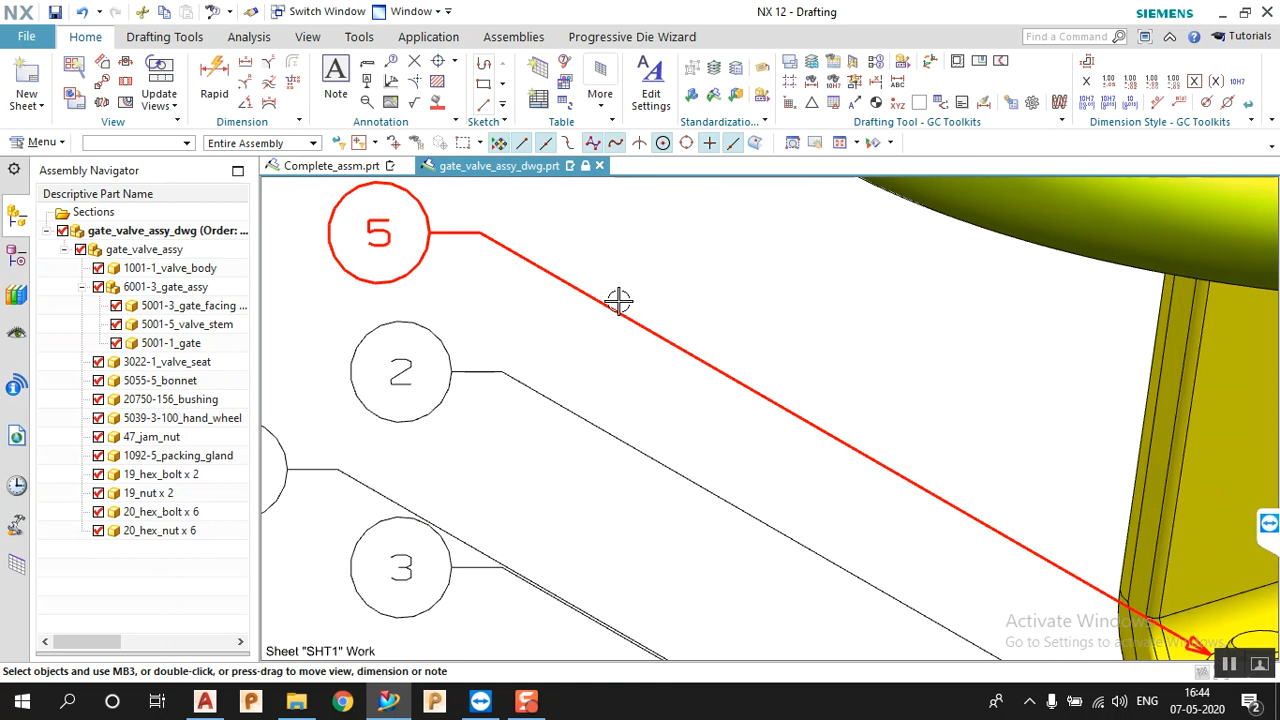 NX
Switch Window
Window
NX 12 - Drafting
SIEMENS
File
Home
Drafting Tools
Analysis
View
Tools
Application
Assemblies
Progressive Die Wizard
Find a Command
Tutorials
New Sheet
Update Views
Rapid
Note
More
Edit Settings
View
Dimension
Annotation
Sketch
Table
Standardizatio...
Drafting Tool - GC Toolkits
Dimension Style - GC Toolkits
Menu
Entire Assembly
Assembly Navigator
Complete_assm.prt
gate_valve_assy_dwg.prt
Descriptive Part Name
Sections
gate_valve_assy_dwg (Order: ...
gate_valve_assy
1001-1_valve_body
6001-3_gate_assy
5001-3_gate_facing ...
5001-5_valve_stem
5001-1_gate
3022-1_valve_seat
5055-5_bonnet
20750-156_bushing
5039-3-100_hand_wheel
47_jam_nut
1092-5_packing_gland
19_hex_bolt x 2
19_nut x 2
20_hex_bolt x 6
20_hex_nut x 6
5
2
3
Activate Windows
Go to Settings to activate Windows.
Sheet "SHT1" Work
Select objects and use MB3, or double-click, or press-drag to move view, dimension or note
ENG
16:44
07-05-2020
2